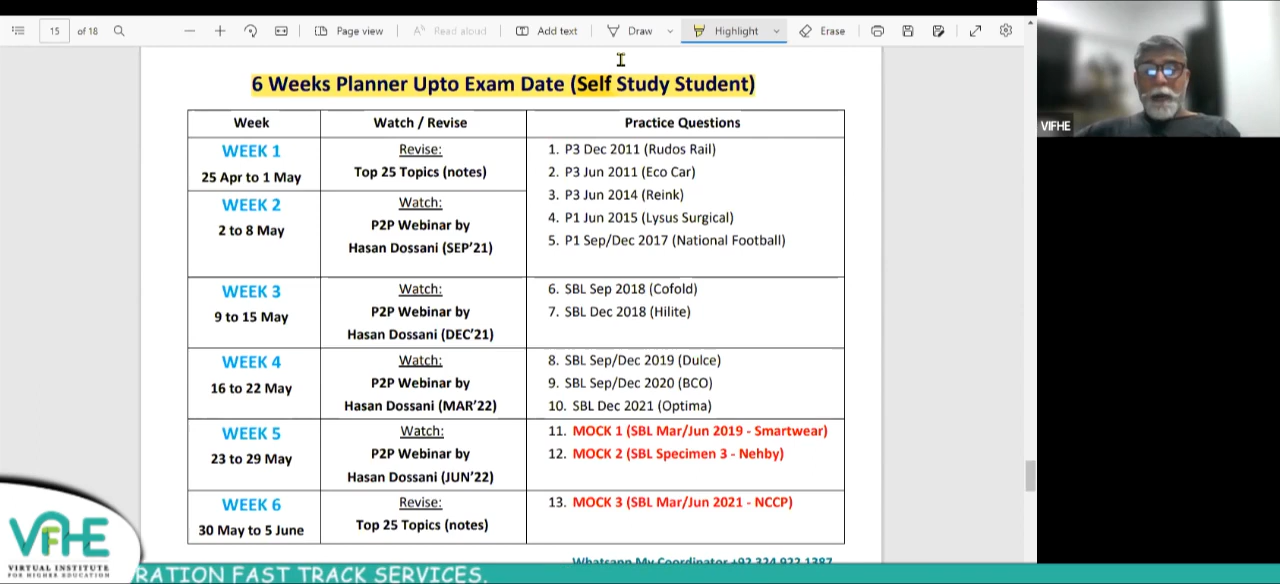 15 of 18
Page view
Read aloud
Add text
Draw
Highlight
Erase
6 Weeks Planner Upto Exam Date (Self Study Student)
Week Watch / Revise Practice Questions
WEEK 1
25 Apr to 1 May
Revise:
Top 25 Topics (notes)
1. P3 Dec 2011 (Rudos Rail)
2. P3 Jun 2011 (Eco Car)
3. P3 Jun 2014 (Reink)
4. P1 Jun 2015 (Lysus Surgical)
5. P1 Sep/Dec 2017 (National Football)
WEEK 2
2 to 8 May
Watch:
P2P Webinar by
Hasan Dossani (SEP'21)
WEEK 3
9 to 15 May
Watch:
P2P Webinar by
Hasan Dossani (DEC'21)
6. SBL Sep 2018 (Cofold)
7. SBL Dec 2018 (Hilite)
WEEK 4
16 to 22 May
Watch:
P2P Webinar by
Hasan Dossani (MAR'22)
8. SBL Sep/Dec 2019 (Dulce)
9. SBL Sep/Dec 2020 (BCO)
10. SBL Dec 2021 (Optima)
WEEK 5
23 to 29 May
Watch:
P2P Webinar by
Hasan Dossani (JUN'22)
11. MOCK 1 (SBL Mar/Jun 2019 - Smartwear)
12. MOCK 2 (SBL Specimen 3 - Nehby)
WEEK 6
30 May to 5 June
Revise:
Top 25 Topics (notes)
13. MOCK 3 (SBL Mar/Jun 2021 - NCCP)
Whatsapp My Coordinator +92 324 922 1387
VIFHE
VFHE
VIRTUAL INSTITUTE
FOR HIGHER EDUCATION
RATION FAST TRACK SERVICES.